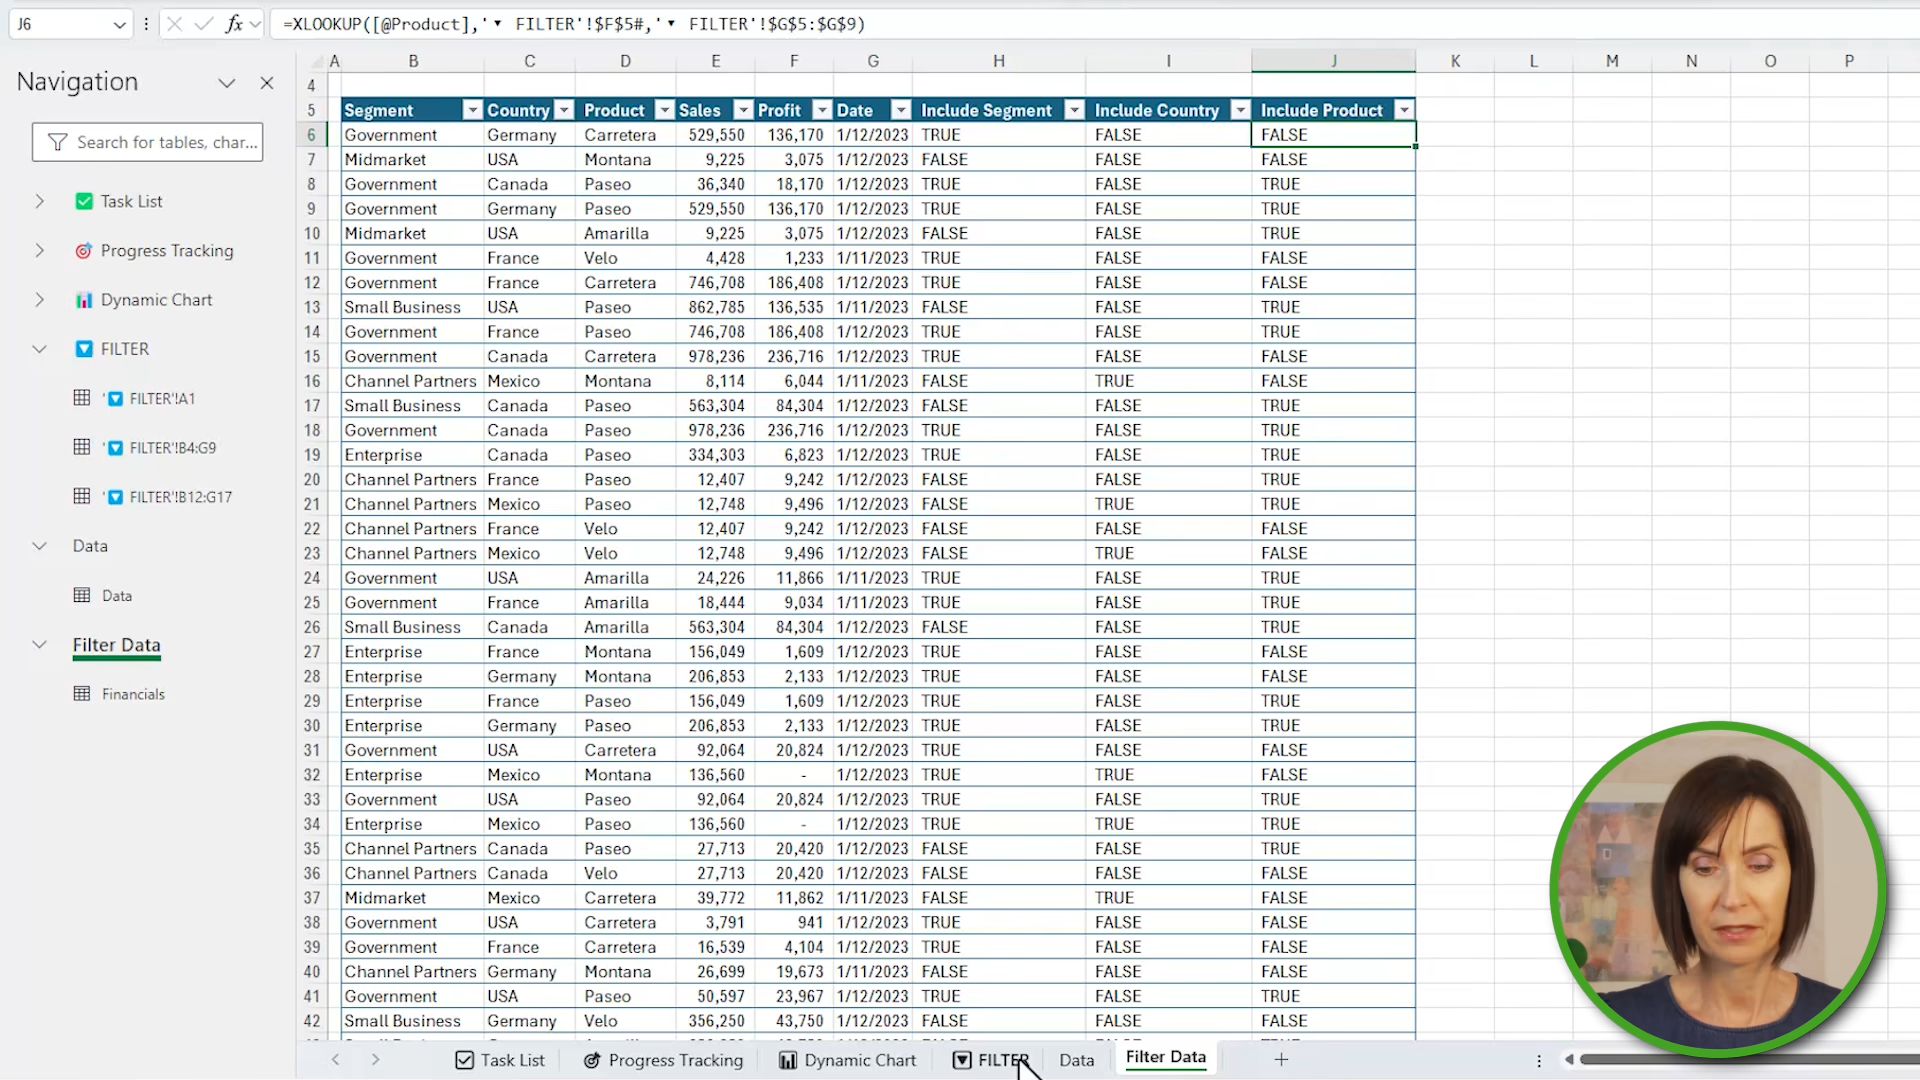 J6 =XLOOKUP([@Product],'▾ FILTER'!$F$5#,'▾ FILTER'!$G$5:$G$9)
Navigation
Search for tables, char...
Task List
Progress Tracking
Dynamic Chart
FILTER
'FILTER'!A1
'FILTER'!B4:G9
'FILTER'!B12:G17
Data
Data
Filter Data
Financials
A B C D E F G H I J K L M N O P
4
5 Segment Country Product Sales Profit Date Include Segment Include Country Include Product
6 Government Germany Carretera 529,550 136,170 1/12/2023 TRUE FALSE FALSE
7 Midmarket USA Montana 9,225 3,075 1/12/2023 FALSE FALSE FALSE
8 Government Canada Paseo 36,340 18,170 1/12/2023 TRUE FALSE TRUE
9 Government Germany Paseo 529,550 136,170 1/12/2023 TRUE FALSE TRUE
10 Midmarket USA Amarilla 9,225 3,075 1/12/2023 FALSE FALSE TRUE
11 Government France Velo 4,428 1,233 1/11/2023 TRUE FALSE FALSE
12 Government France Carretera 746,708 186,408 1/12/2023 TRUE FALSE FALSE
13 Small Business USA Paseo 862,785 136,535 1/11/2023 FALSE FALSE TRUE
14 Government France Paseo 746,708 186,408 1/12/2023 TRUE FALSE TRUE
15 Government Canada Carretera 978,236 236,716 1/12/2023 TRUE FALSE FALSE
16 Channel Partners Mexico Montana 8,114 6,044 1/11/2023 FALSE TRUE FALSE
17 Small Business Canada Paseo 563,304 84,304 1/11/2023 FALSE FALSE TRUE
18 Government Canada Paseo 978,236 236,716 1/12/2023 TRUE FALSE TRUE
19 Enterprise Canada Paseo 334,303 6,823 1/12/2023 TRUE FALSE TRUE
20 Channel Partners France Paseo 12,407 9,242 1/12/2023 FALSE FALSE TRUE
21 Channel Partners Mexico Paseo 12,748 9,496 1/12/2023 FALSE TRUE TRUE
22 Channel Partners France Velo 12,407 9,242 1/12/2023 FALSE FALSE FALSE
23 Channel Partners Mexico Velo 12,748 9,496 1/12/2023 FALSE TRUE FALSE
24 Government USA Amarilla 24,226 11,866 1/11/2023 TRUE FALSE TRUE
25 Government France Amarilla 18,444 9,034 1/11/2023 TRUE FALSE TRUE
26 Small Business Canada Amarilla 563,304 84,304 1/11/2023 FALSE FALSE TRUE
27 Enterprise France Montana 156,049 1,609 1/12/2023 TRUE FALSE FALSE
28 Enterprise Germany Montana 206,853 2,133 1/12/2023 TRUE FALSE FALSE
29 Enterprise France Paseo 156,049 1,609 1/12/2023 TRUE FALSE TRUE
30 Enterprise Germany Paseo 206,853 2,133 1/12/2023 TRUE FALSE TRUE
31 Government USA Carretera 92,064 20,824 1/12/2023 TRUE FALSE FALSE
32 Enterprise Mexico Montana 136,560 - 1/12/2023 TRUE TRUE FALSE
33 Government USA Paseo 92,064 20,824 1/12/2023 TRUE FALSE TRUE
34 Enterprise Mexico Paseo 136,560 - 1/12/2023 TRUE TRUE TRUE
35 Channel Partners Canada Paseo 27,713 20,420 1/12/2023 FALSE FALSE TRUE
36 Channel Partners Canada Velo 27,713 20,420 1/12/2023 FALSE FALSE FALSE
37 Midmarket Mexico Carretera 39,772 11,862 1/11/2023 FALSE TRUE FALSE
38 Government USA Carretera 3,791 941 1/12/2023 TRUE FALSE FALSE
39 Government France Carretera 16,539 4,104 1/12/2023 TRUE FALSE FALSE
40 Channel Partners Germany Montana 26,699 19,673 1/11/2023 FALSE FALSE FALSE
41 Government USA Paseo 50,597 23,967 1/12/2023 TRUE FALSE TRUE
42 Small Business Germany Velo 356,250 43,750 1/12/2023 FALSE FALSE FALSE
Task List Progress Tracking Dynamic Chart FILTER Data Filter Data